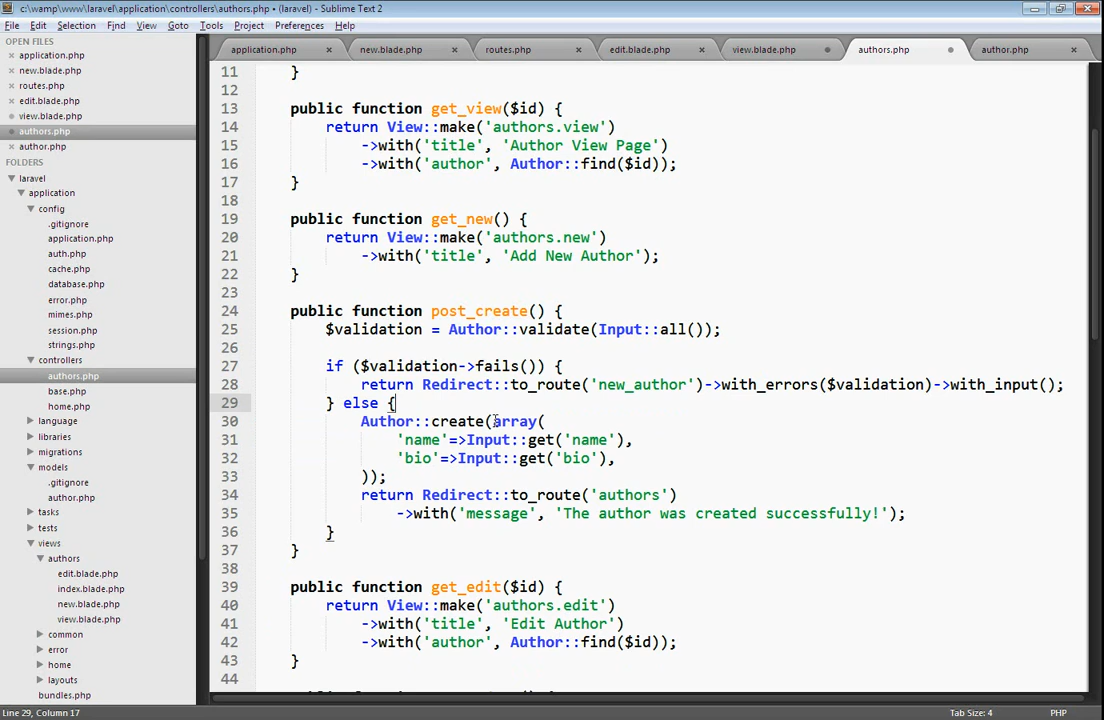 c:\wamp\www\laravel\application\controllers\authors.php • (laravel) - Sublime Text 2
File Edit Selection Find View Goto Tools Project Preferences Help
OPEN FILES
application.php
new.blade.php
routes.php
edit.blade.php
view.blade.php
authors.php
author.php
FOLDERS
laravel
application
config
.gitignore
application.php
auth.php
cache.php
database.php
error.php
mimes.php
session.php
strings.php
controllers
authors.php
base.php
home.php
language
libraries
migrations
models
.gitignore
author.php
tasks
tests
views
authors
edit.blade.php
index.blade.php
new.blade.php
view.blade.php
common
error
home
layouts
bundles.php
application.php new.blade.php routes.php edit.blade.php view.blade.php authors.php author.php
11 }
12
13 public function get_view($id) {
14 return View::make('authors.view')
15 ->with('title', 'Author View Page')
16 ->with('author', Author::find($id));
17 }
18
19 public function get_new() {
20 return View::make('authors.new')
21 ->with('title', 'Add New Author');
22 }
23
24 public function post_create() {
25 $validation = Author::validate(Input::all());
26
27 if ($validation->fails()) {
28 return Redirect::to_route('new_author')->with_errors($validation)->with_input();
29 } else {
30 Author::create(array(
31 'name'=>Input::get('name'),
32 'bio'=>Input::get('bio'),
33 ));
34 return Redirect::to_route('authors')
35 ->with('message', 'The author was created successfully!');
36 }
37 }
38
39 public function get_edit($id) {
40 return View::make('authors.edit')
41 ->with('title', 'Edit Author')
42 ->with('author', Author::find($id));
43 }
44
Line 29, Column 17 Tab Size: 4 PHP